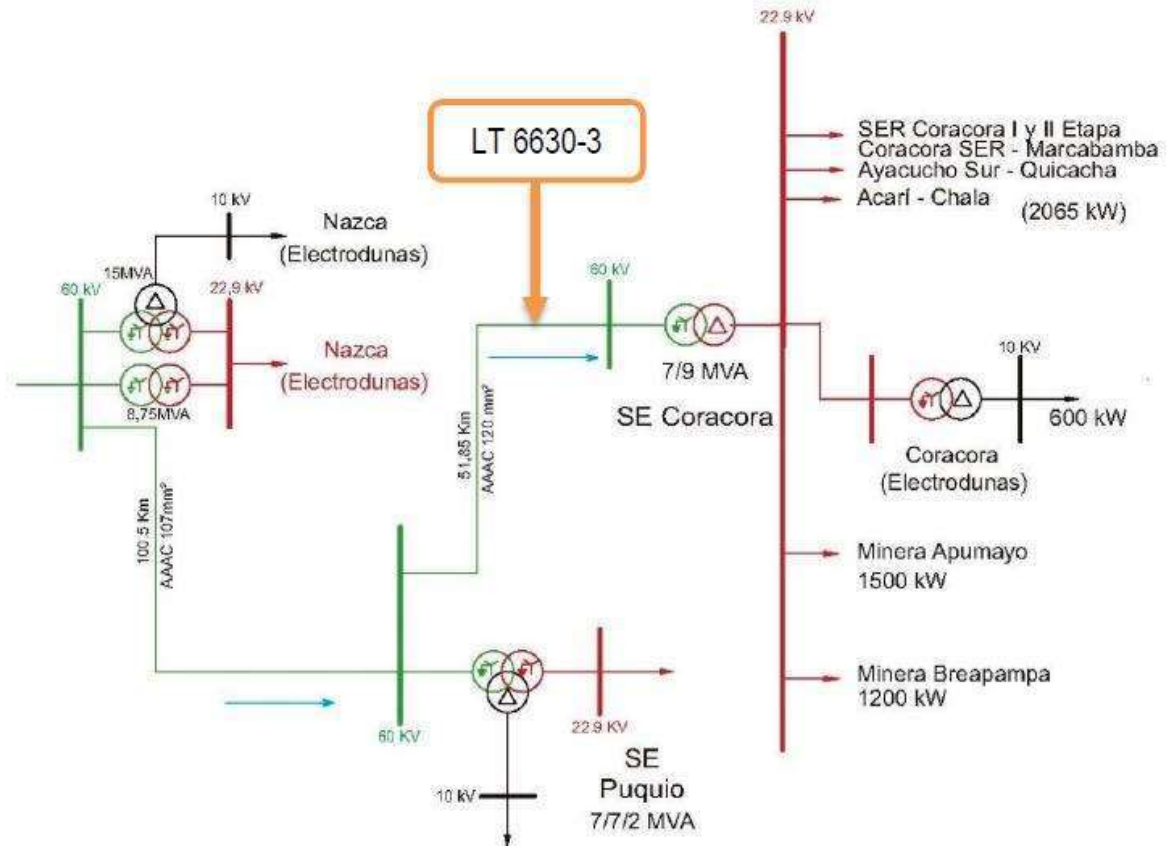 22.9 kV
LT 6630-3
SER Coracora I y II Etapa
Coracora SER - Marcabamba
Ayacucho Sur - Quicacha
Acarí - Chala
(2065 kW)
10 kV
Nazca
(Electrodunas)
15MVA
60 kV
22,9 kV
Nazca
(Electrodunas)
8,75MVA
60 kV
7/9 MVA
SE Coracora
51,85 Km
AAAC 120 mm²
10 KV
600 kW
Coracora
(Electrodunas)
100.5 Km
AAAC 107mm²
Minera Apumayo
1500 kW
Minera Breapampa
1200 kW
60 KV
22.9 KV
SE
Puquio
7/7/2 MVA
10 kV